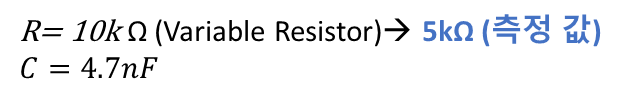 R= 10kΩ (Variable Resistor)→ 5kΩ (측정 값)
C = 4.7nF